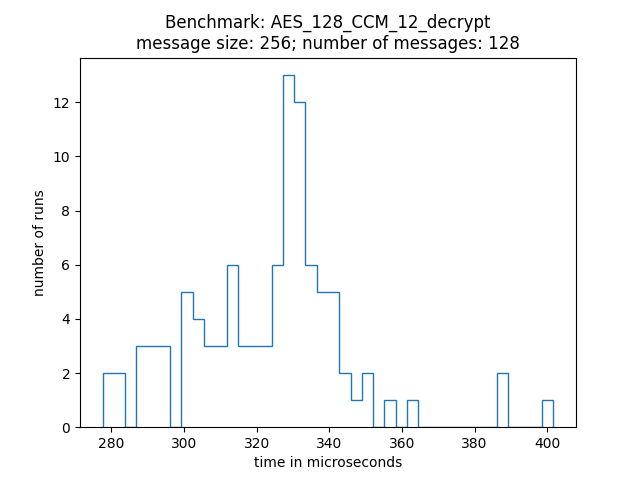 Benchmark: AES_128_CCM_12_decrypt
message size: 256; number of messages: 128
number of runs
12
10
8
6
4
2
0
280 300 320 340 360 380 400
time in microseconds